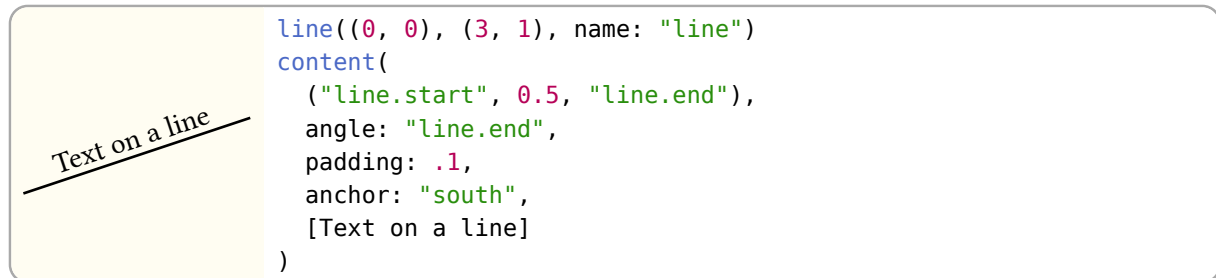 Text on a line
line((0, 0), (3, 1), name: "line")
content(
  ("line.start", 0.5, "line.end"),
  angle: "line.end",
  padding: .1,
  anchor: "south",
  [Text on a line]
)